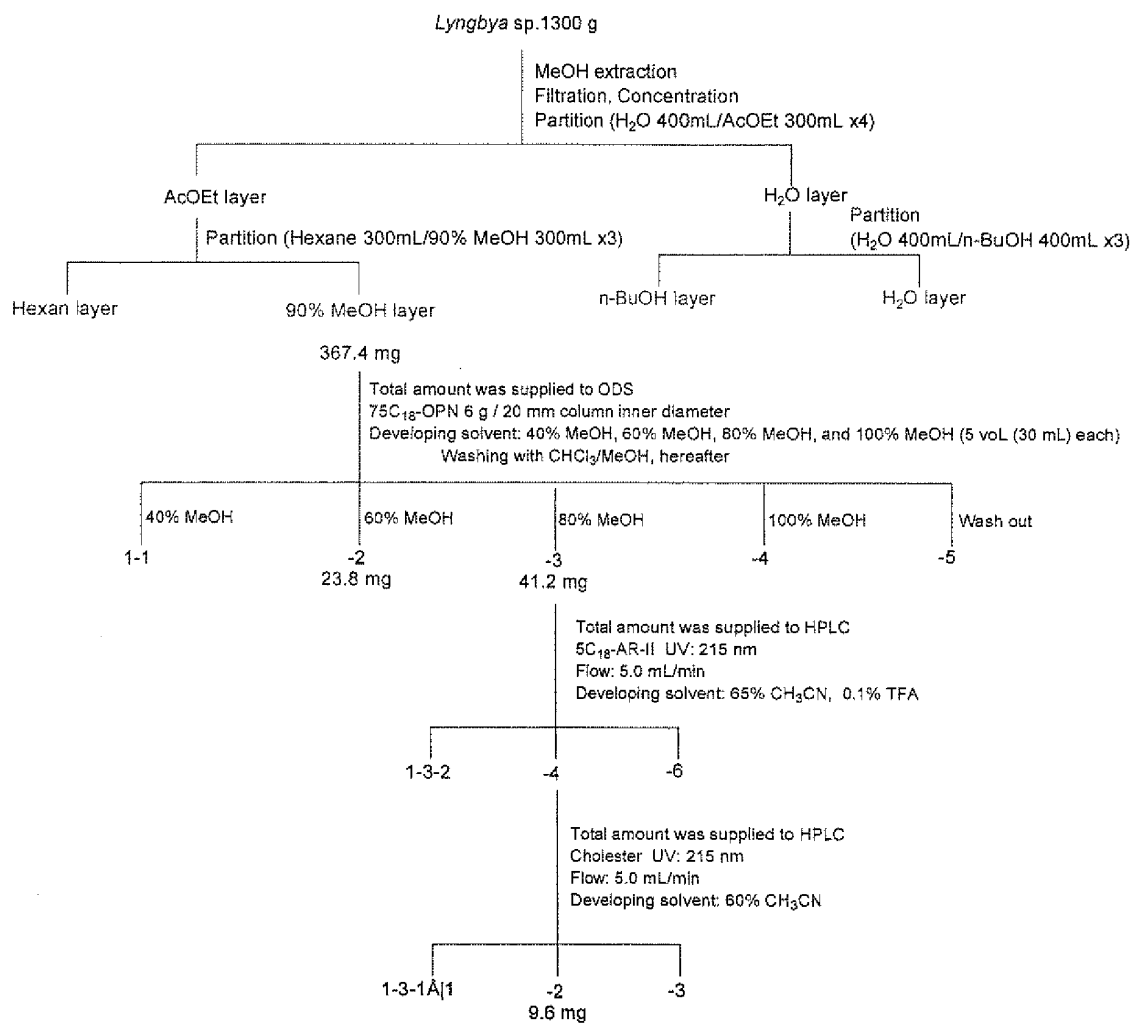 Lyngbya sp.1300 g
MeOH extraction
Filtration, Concentration
Partition (H₂O 400mL/AcOEt 300mL x4)
AcOEt layer
H₂O layer
Partition (Hexane 300mL/90% MeOH 300mL x3)
Partition
(H₂O 400mL/n-BuOH 400mL x3)
Hexan layer
90% MeOH layer
n-BuOH layer
H₂O layer
367.4 mg
Total amount was supplied to ODS
75C₁₈-OPN 6 g / 20 mm column inner diameter
Developing solvent: 40% MeOH, 60% MeOH, 80% MeOH, and 100% MeOH (5 voL (30 mL) each)
Washing with CHCl₃/MeOH, hereafter
40% MeOH
60% MeOH
80% MeOH
100% MeOH
Wash out
1-1
-2
-3
-4
-5
23.8 mg
41.2 mg
Total amount was supplied to HPLC
5C₁₈-AR-II UV: 215 nm
Flow: 5.0 mL/min
Developing solvent: 65% CH₃CN, 0.1% TFA
1-3-2
-4
-6
Total amount was supplied to HPLC
Cholester UV: 215 nm
Flow: 5.0 mL/min
Developing solvent: 60% CH₃CN
1-3-1Å|1
-2
-3
9.6 mg